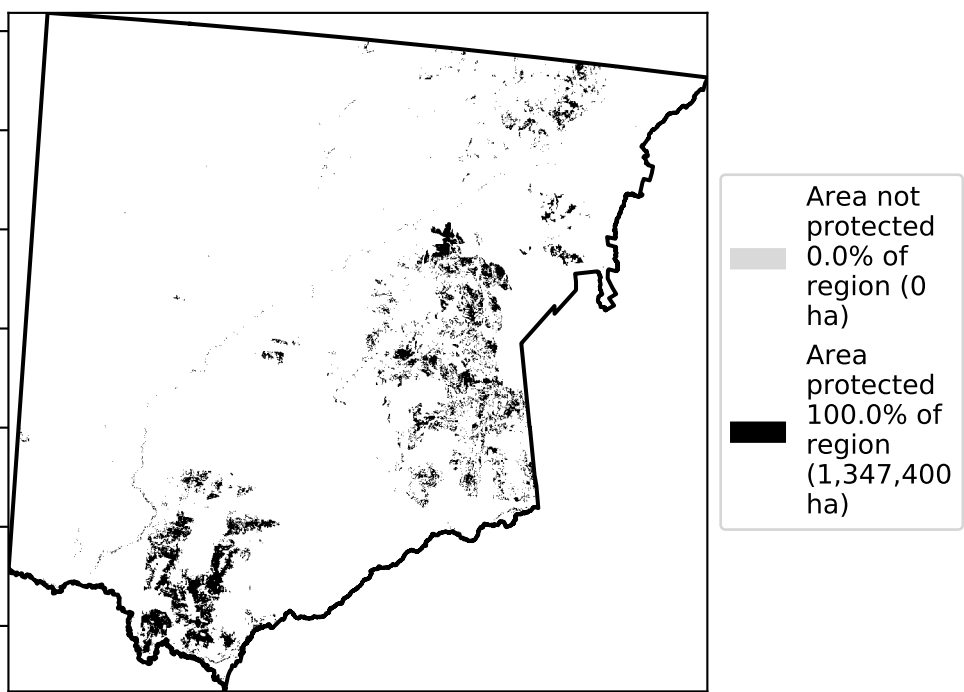 Area not
protected
0.0% of
region (0
ha)
Area
protected
100.0% of
region
(1,347,400
ha)